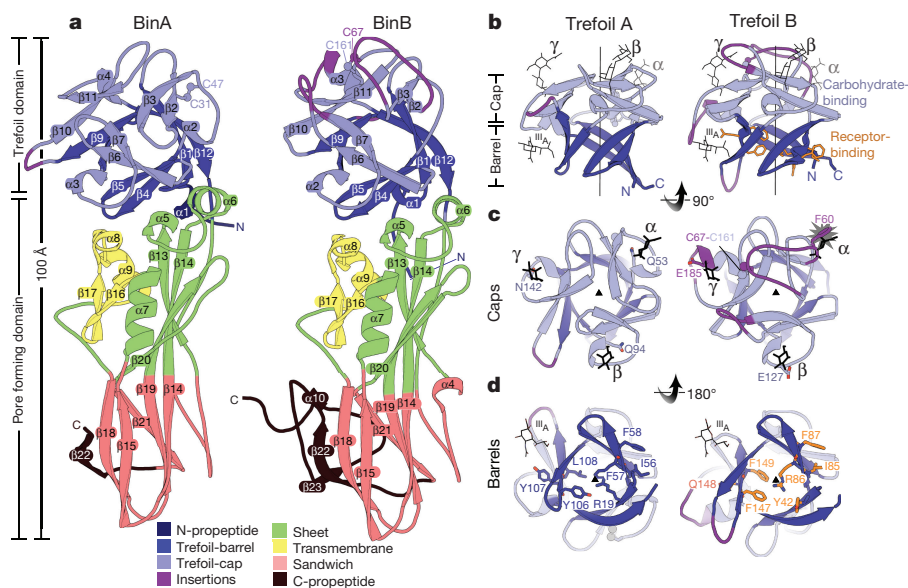 a
BinA
BinB
Trefoil domain
Pore forming domain
100 Å
α4
β11
β3
β2
C47
C31
α2
β10
β9
β7
β6
β1
β12
α3
β5
β4
α1
α6
N
α5
α8
β13
β14
α9
β17
β16
α7
β20
β19
β14
β18
β21
β15
C
β22
C161
C67
α3
β11
β3
β2
β10
β7
β6
β1
β12
α2
β5
β4
α1
α6
α5
N
α8
β13
β14
α9
β17
β16
α7
β20
C
α10
β19
β14
α4
β18
β21
β22
β15
β23
N-propeptide
Trefoil-barrel
Trefoil-cap
Insertions
Sheet
Transmembrane
Sandwich
C-propeptide
b
Trefoil A
Trefoil B
Cap
Barrel
γ
β
α
IIIA
N
C
γ
β
α
Carbohydrate-binding
IIIA
Receptor-binding
N
C
90°
c
Caps
γ
N142
α
Q53
Q94
β
C67-C161
F60
α
E185
γ
E127
β
180°
d
Barrels
IIIA
F58
L108
I56
F57
Y107
Y106
R19
IIIA
F87
F149
I85
R86
Q148
F147
Y42